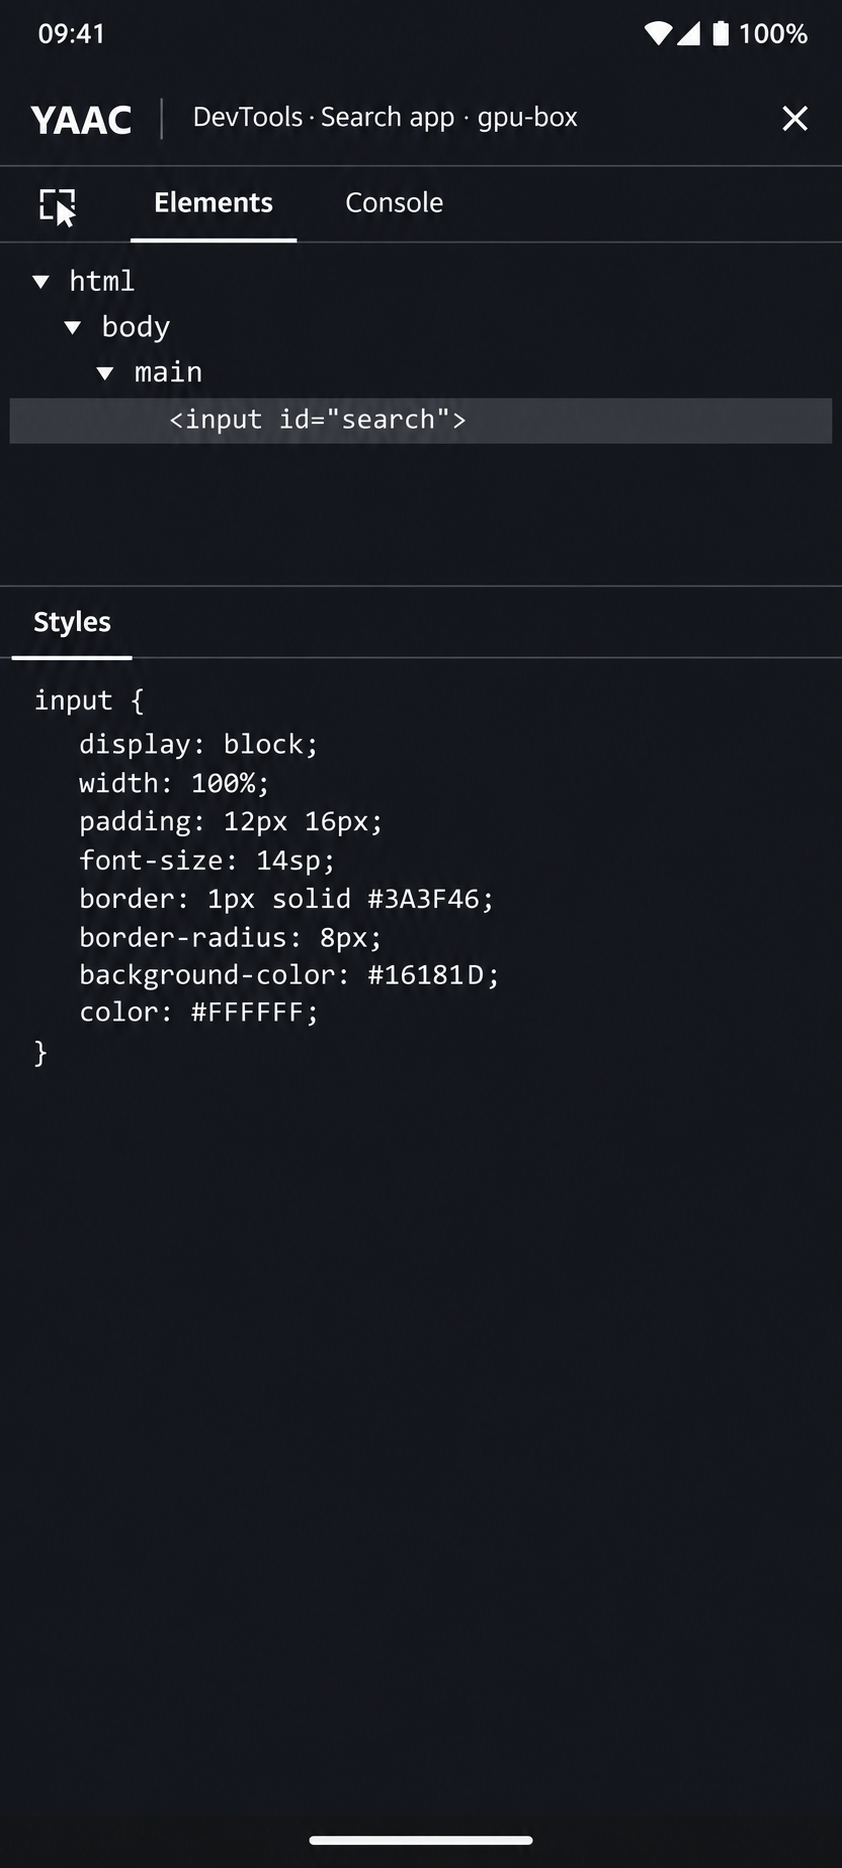 09:41 100%
YAAC DevTools · Search app · gpu-box
Elements Console
html
body
main
<input id="search">
Styles
input {
display: block;
width: 100%;
padding: 12px 16px;
font-size: 14sp;
border: 1px solid #3A3F46;
border-radius: 8px;
background-color: #16181D;
color: #FFFFFF;
}